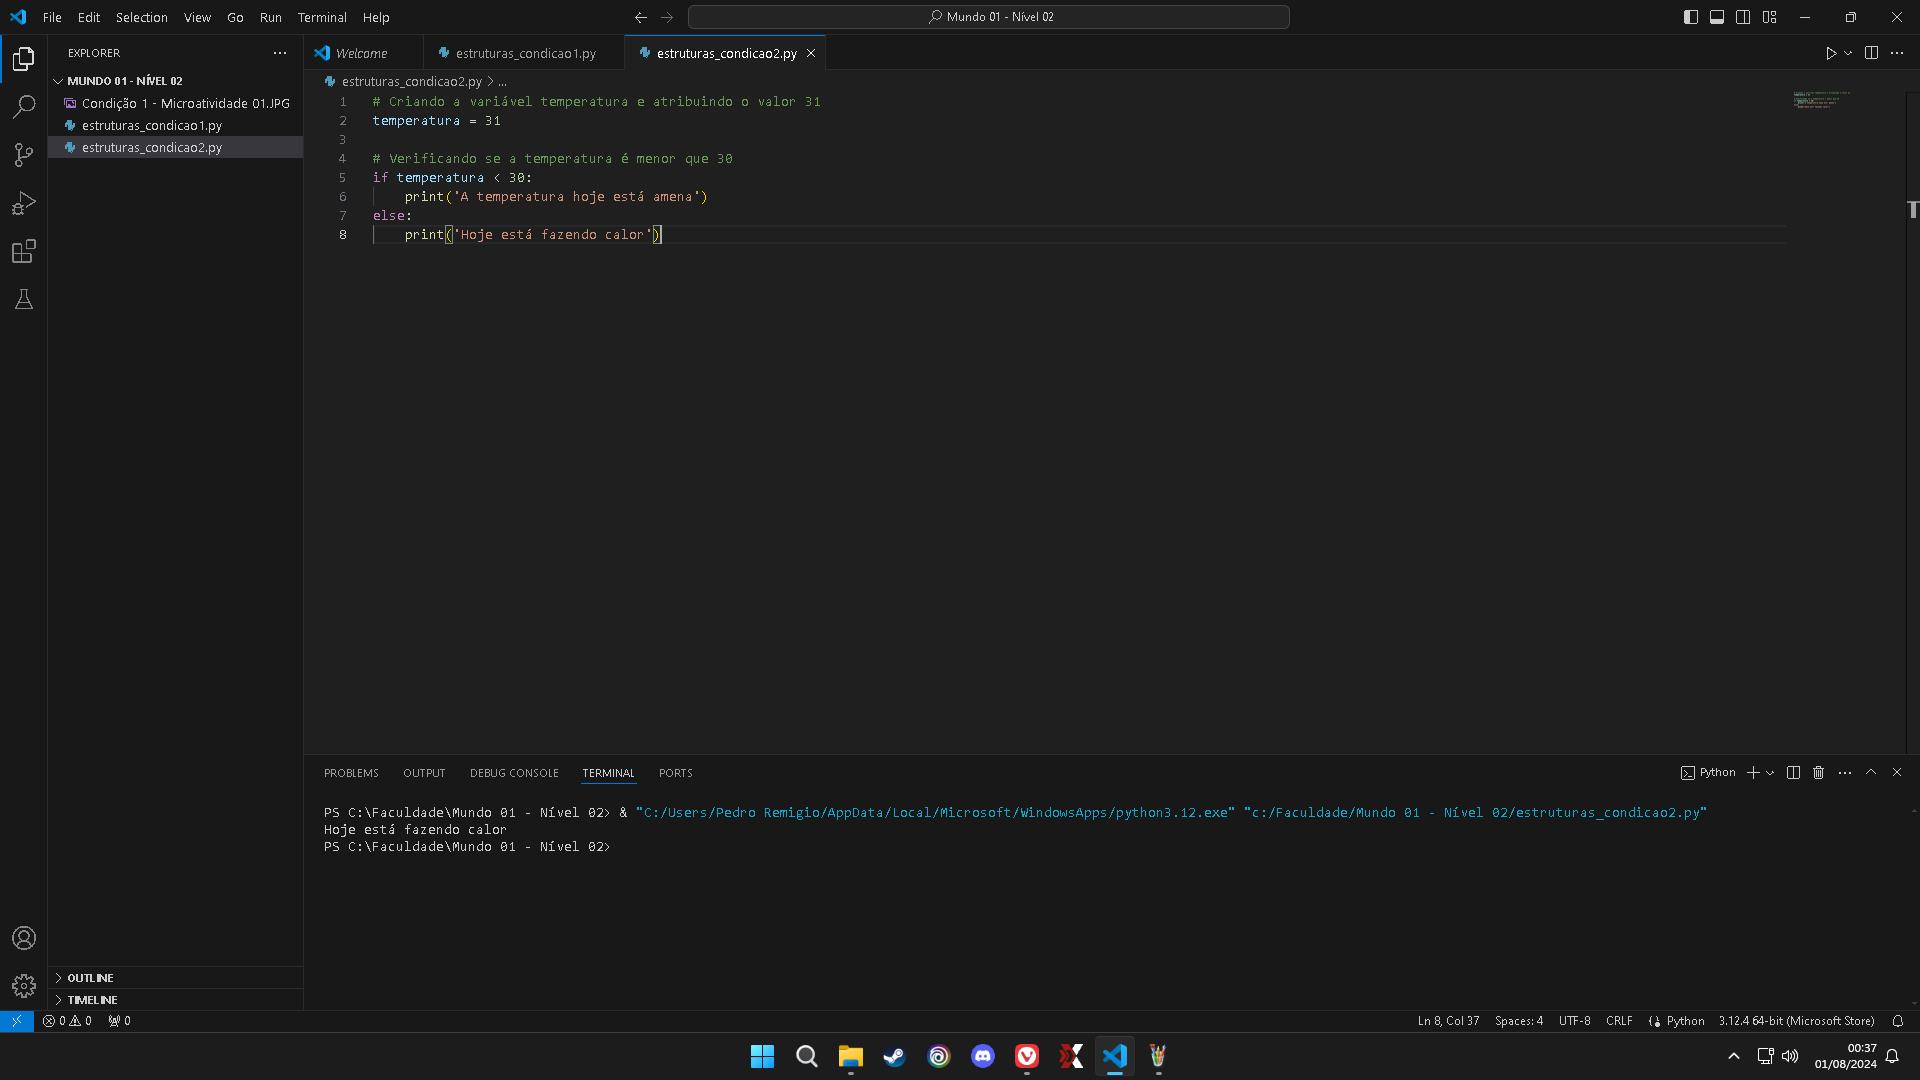 File Edit Selection View Go Run Terminal Help
Mundo 01 - Nível 02
EXPLORER
MUNDO 01 - NÍVEL 02
Condição 1 - Microatividade 01.JPG
estruturas_condicao1.py
estruturas_condicao2.py
OUTLINE
TIMELINE
Welcome estruturas_condicao1.py estruturas_condicao2.py
estruturas_condicao2.py > ...
1 # Criando a variável temperatura e atribuindo o valor 31
2 temperatura = 31
3
4 # Verificando se a temperatura é menor que 30
5 if temperatura < 30:
6 print('A temperatura hoje está amena')
7 else:
8 print('Hoje está fazendo calor')
PROBLEMS OUTPUT DEBUG CONSOLE TERMINAL PORTS
Python
PS C:\Faculdade\Mundo 01 - Nível 02> & "C:/Users/Pedro Remigio/AppData/Local/Microsoft/WindowsApps/python3.12.exe" "c:/Faculdade/Mundo 01 - Nível 02/estruturas_condicao2.py"
Hoje está fazendo calor
PS C:\Faculdade\Mundo 01 - Nível 02>
0 0 0
Ln 8, Col 37 Spaces: 4 UTF-8 CRLF Python 3.12.4 64-bit (Microsoft Store)
00:37
01/08/2024